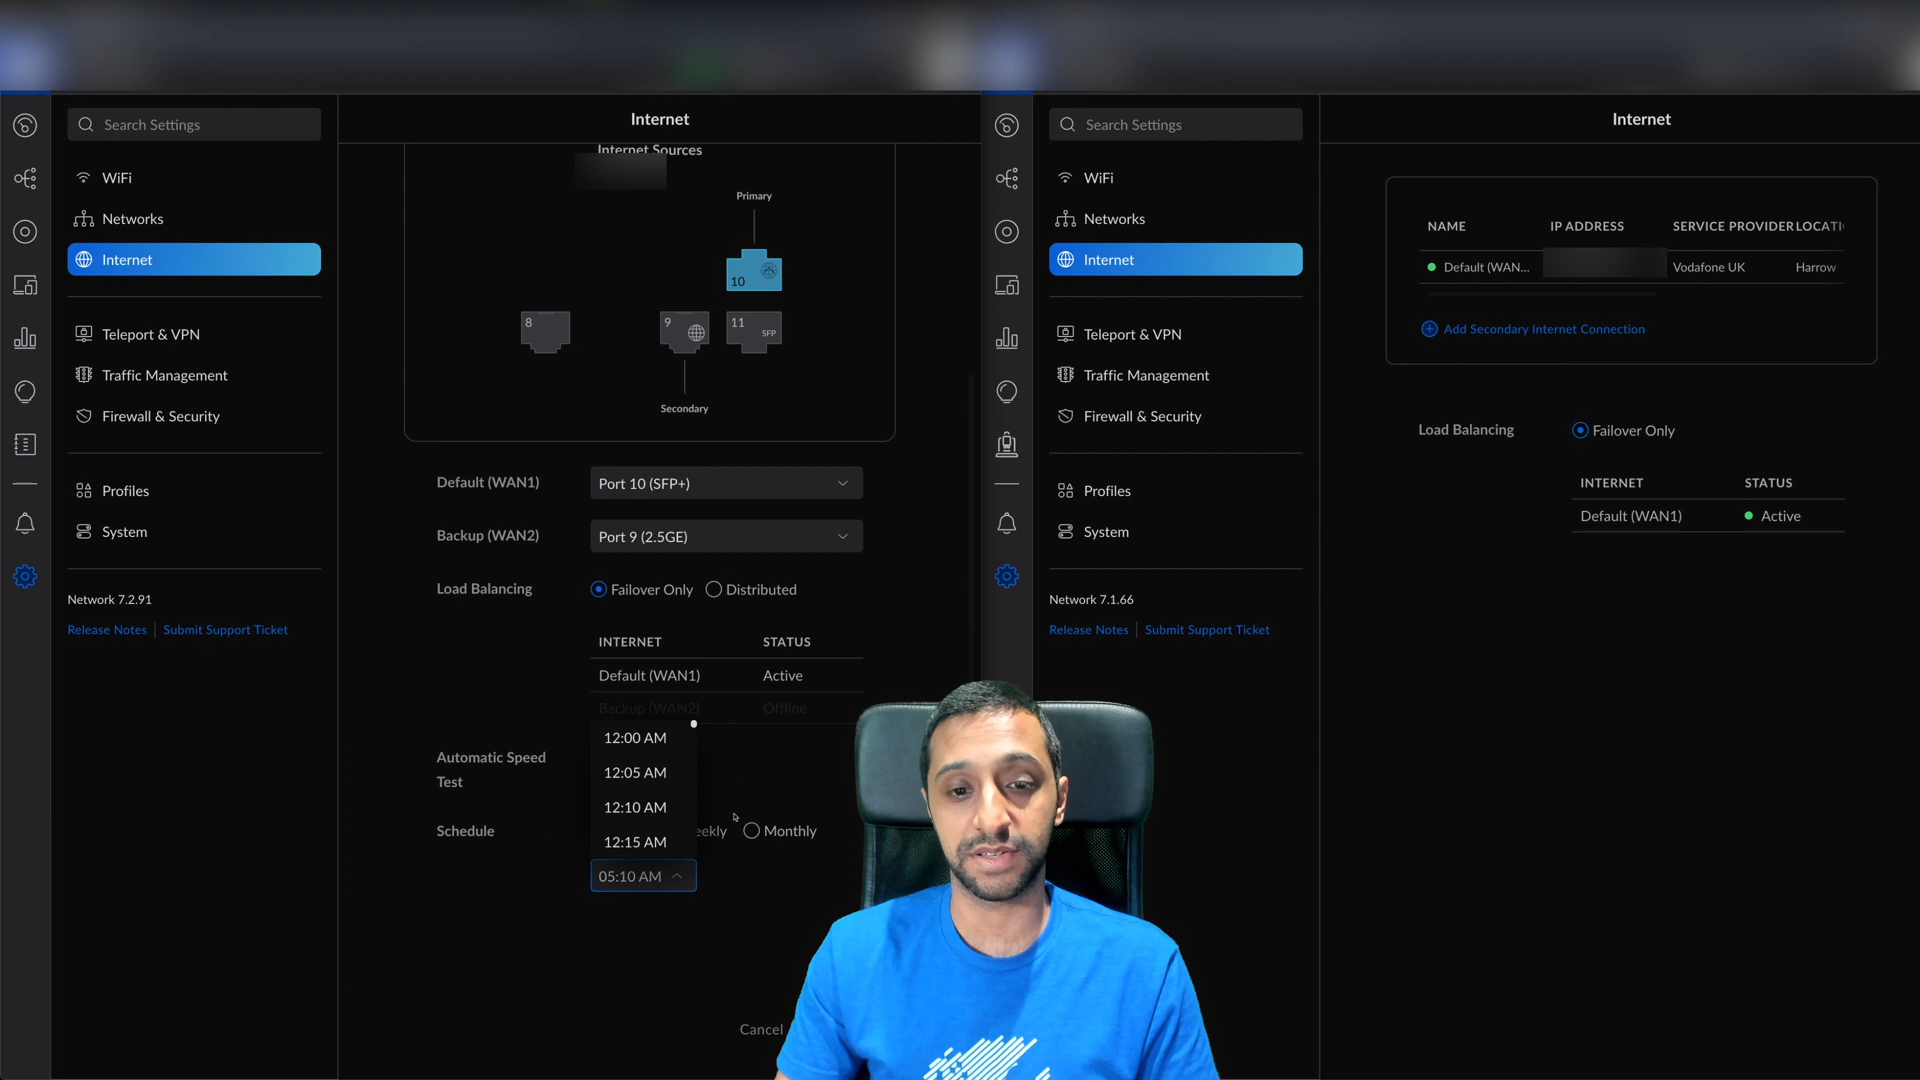 Search Settings
WiFi
Networks
Internet
Teleport & VPN
Traffic Management
Firewall & Security
Profiles
System
Network 7.2.91
Release Notes
Submit Support Ticket
Internet
Internet Sources
Primary
10
8
9
11
SFP
Secondary
Default (WAN1)
Port 10 (SFP+)
Backup (WAN2)
Port 9 (2.5GE)
Load Balancing
Failover Only
Distributed
INTERNET STATUS
Default (WAN1) Active
Backup (WAN2) Offline
Automatic Speed
Test
12:00 AM
12:05 AM
12:10 AM
12:15 AM
Schedule
eekly
Monthly
05:10 AM
Cancel
Search Settings
WiFi
Networks
Internet
Teleport & VPN
Traffic Management
Firewall & Security
Profiles
System
Network 7.1.66
Release Notes
Submit Support Ticket
Internet
NAME IP ADDRESS SERVICE PROVIDER LOCATI
Default (WAN... Vodafone UK Harrow
Add Secondary Internet Connection
Load Balancing
Failover Only
INTERNET STATUS
Default (WAN1) Active